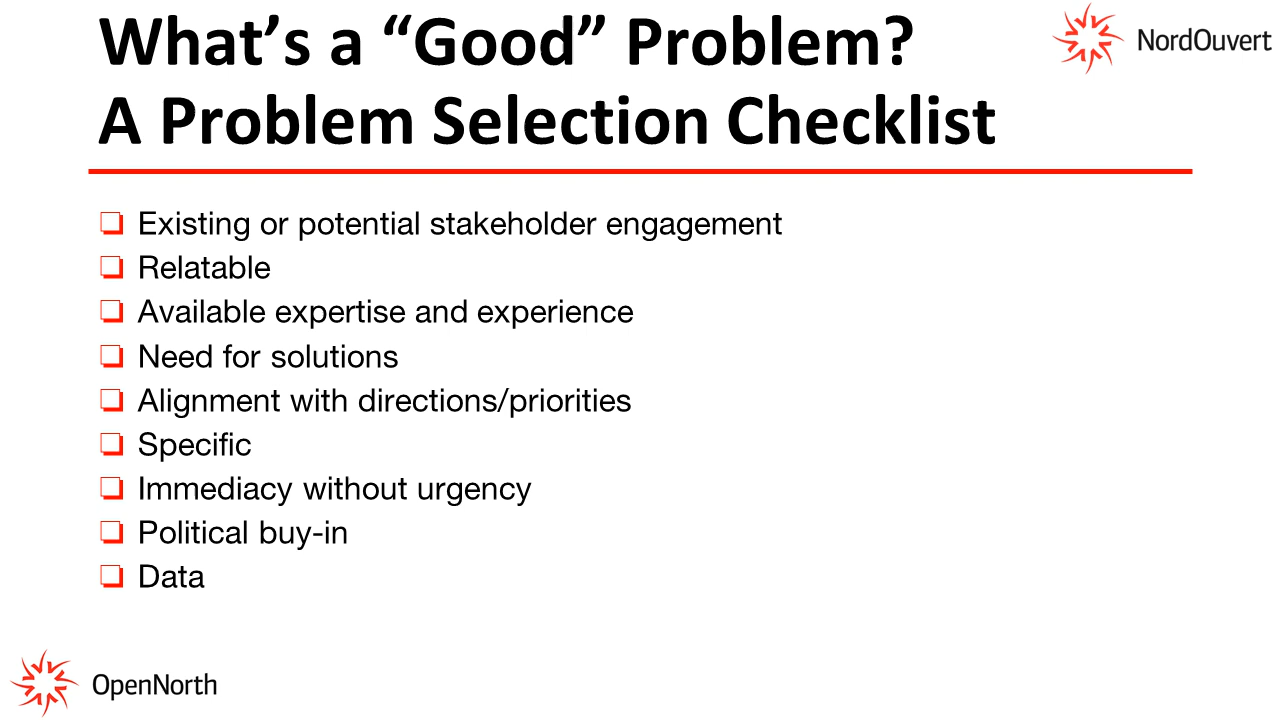 What’s a “Good” Problem?
A Problem Selection Checklist
NordOuvert
❏ Existing or potential stakeholder engagement
❏ Relatable
❏ Available expertise and experience
❏ Need for solutions
❏ Alignment with directions/priorities
❏ Specific
❏ Immediacy without urgency
❏ Political buy-in
❏ Data
OpenNorth